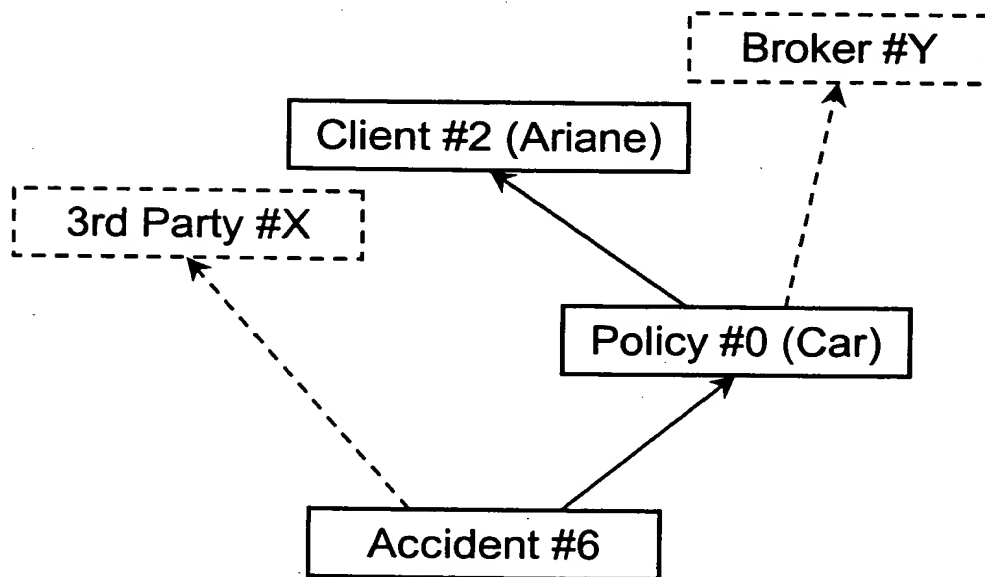 Broker #Y
Client #2 (Ariane)
3rd Party #X
Policy #0 (Car)
Accident #6